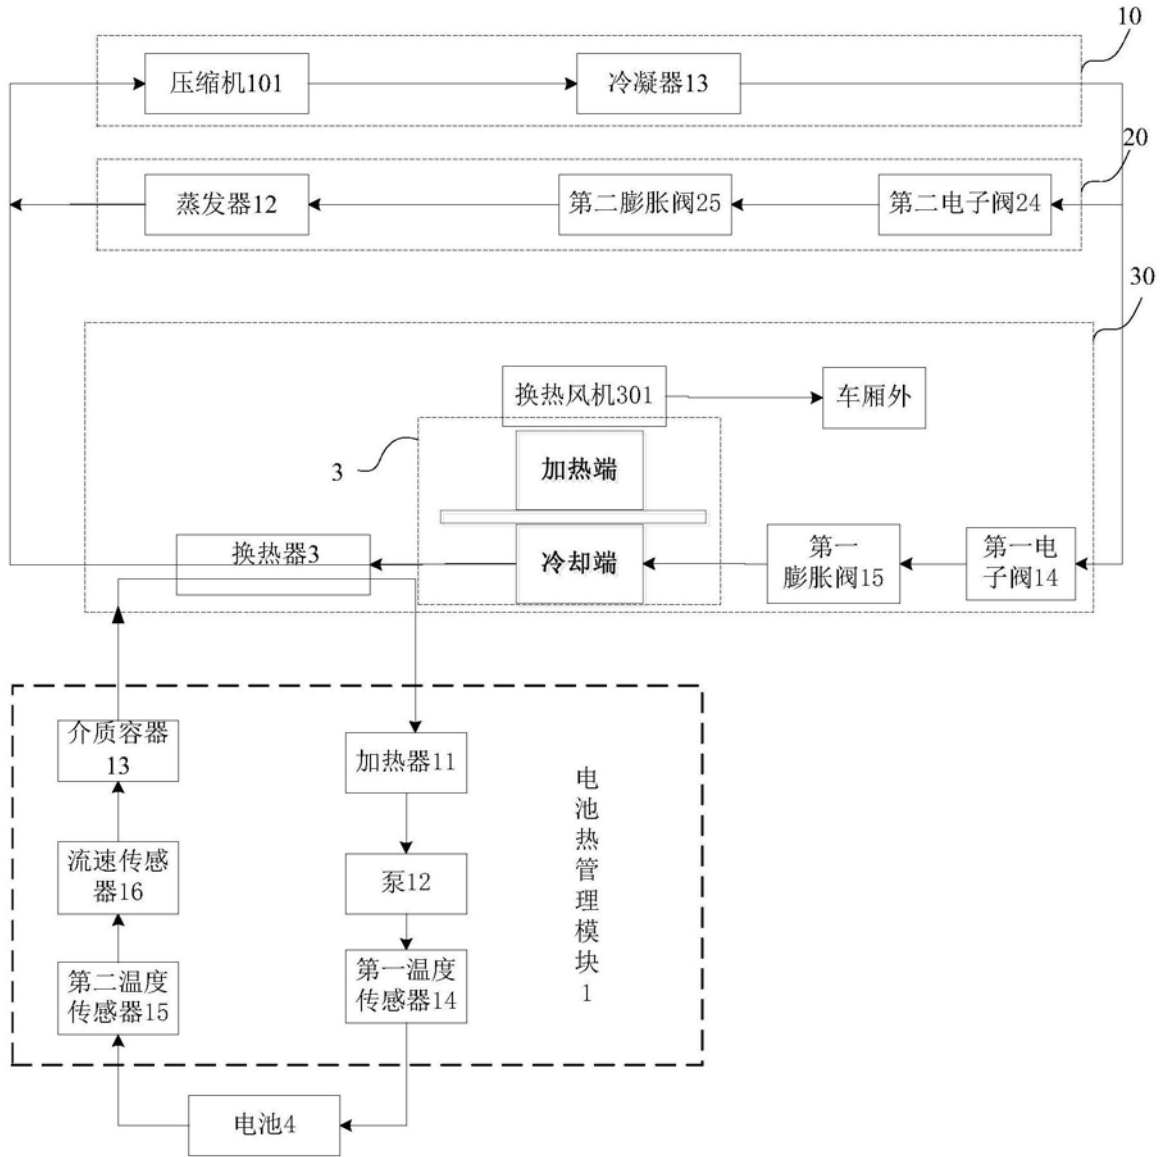 10
压缩机101
冷凝器13
20
蒸发器12
第二膨胀阀25
第二电子阀24
30
换热风机301
车厢外
3
加热端
换热器3
冷却端
第一
膨胀阀15
第一电
子阀14
介质容器
13
加热器11
流速传感
器16
泵12
第二温度
传感器15
第一温度
传感器14
电
池
热
管
理
模
块
1
电池4